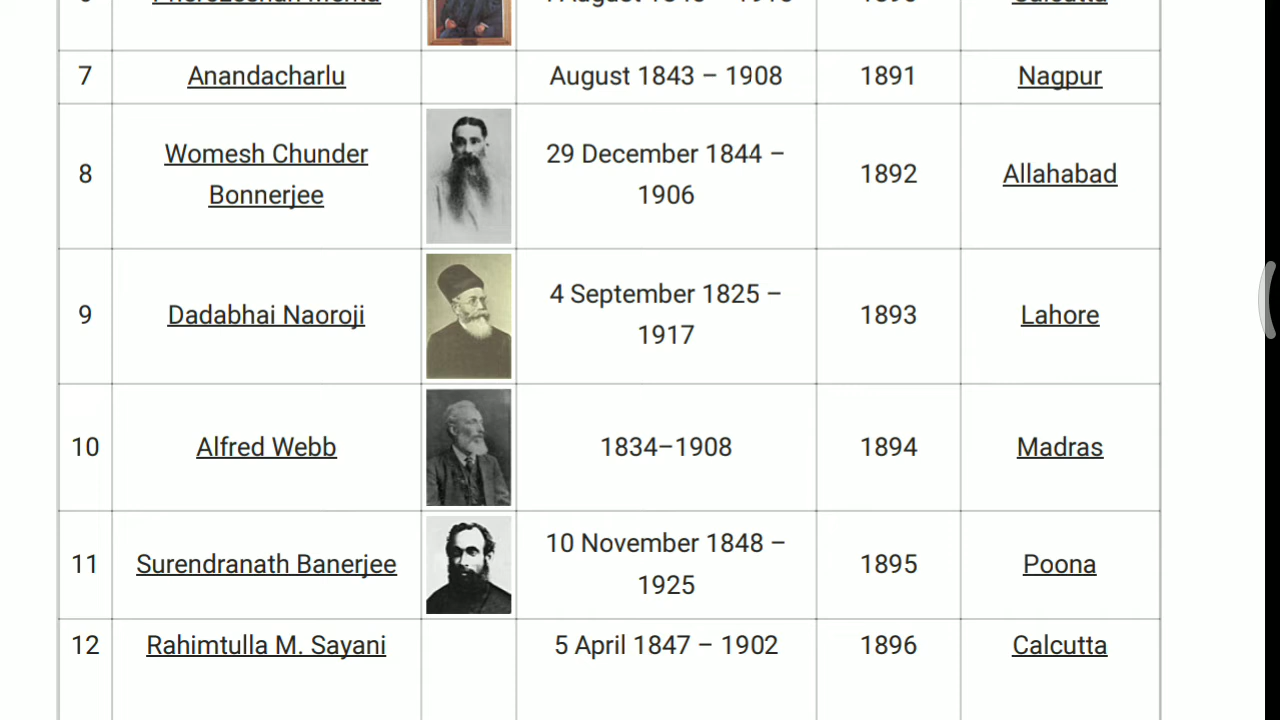 7 Anandacharlu August 1843 – 1908 1891 Nagpur
Womesh Chunder 29 December 1844 –
8 1892 Allahabad
Bonnerjee 1906
4 September 1825 –
9 Dadabhai Naoroji 1893 Lahore
1917
10 Alfred Webb 1834–1908 1894 Madras
10 November 1848 –
11 Surendranath Banerjee 1895 Poona
1925
12 Rahimtulla M. Sayani 5 April 1847 – 1902 1896 Calcutta